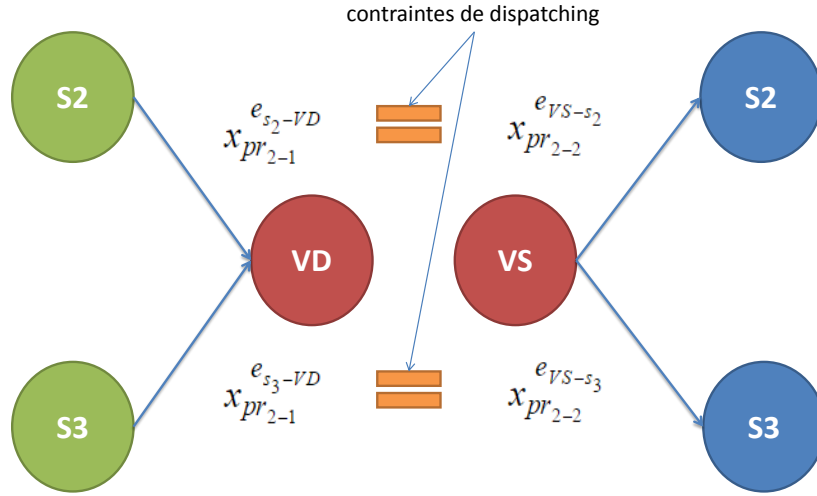 contraintes de dispatching
S2
S2
x_{pr_{2-1}}^{e_{s_2-VD}}
x_{pr_{2-2}}^{e_{VS-s_2}}
VD
VS
x_{pr_{2-1}}^{e_{s_3-VD}}
x_{pr_{2-2}}^{e_{VS-s_3}}
S3
S3